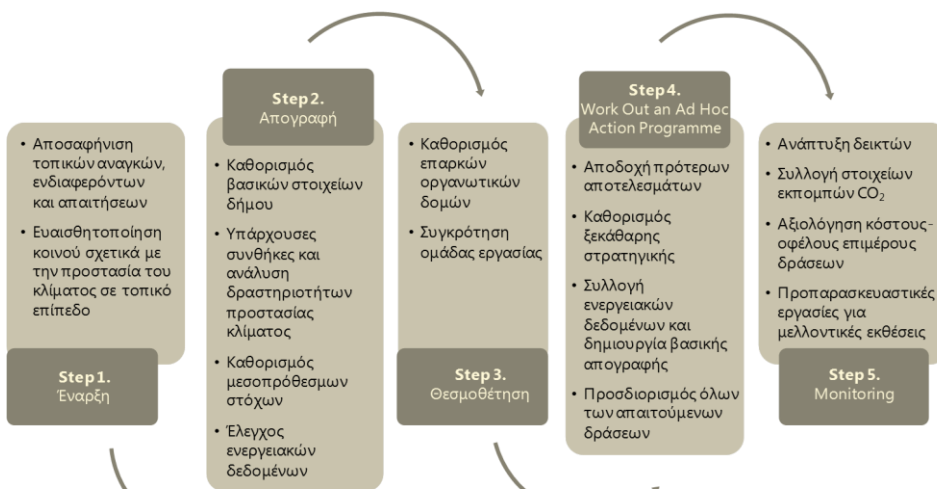 • Αποσαφήνιση
τοπικών αναγκών,
ενδιαφερόντων
και απαιτήσεων
• Ευαισθητοποίηση
κοινού σχετικά με
την προστασία του
κλίματος σε τοπικό
επίπεδο
Step 1.
Έναρξη
Step 2.
Απογραφή
• Καθορισμός
βασικών στοιχείων
δήμου
• Υπάρχουσες
συνθήκες και
ανάλυση
δραστηριοτήτων
προστασίας
κλίματος
• Καθορισμός
μεσοπρόθεσμων
στόχων
• Έλεγχος
ενεργειακών
δεδομένων
• Καθορισμός
επαρκών
οργανωτικών
δομών
• Συγκρότηση
ομάδας εργασίας
Step 3.
Θεσμοθέτηση
Step 4.
Work Out an Ad Hoc
Action Programme
• Αποδοχή πρότερων
αποτελεσμάτων
• Καθορισμός
ξεκάθαρης
στρατηγικής
• Συλλογή
ενεργειακών
δεδομένων και
δημιουργία βασικής
απογραφής
• Προσδιορισμός όλων
των απαιτούμενων
δράσεων
• Ανάπτυξη δεικτών
• Συλλογή στοιχείων
εκπομπών CO₂
• Αξιολόγηση κόστους-
οφέλους επιμέρους
δράσεων
• Προπαρασκευαστικές
εργασίες για
μελλοντικές εκθέσεις
Step 5.
Monitoring